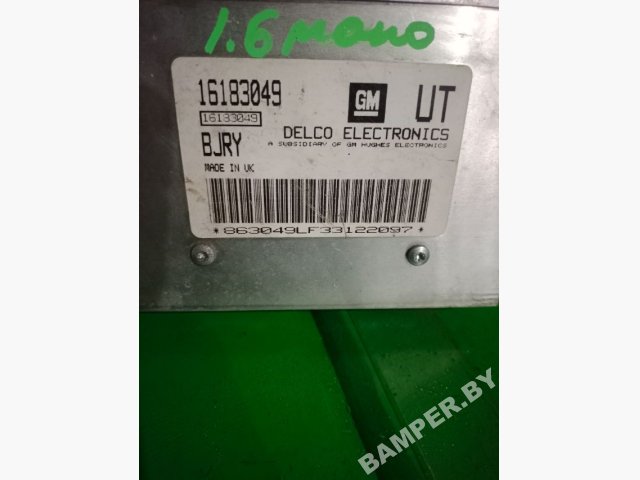 1.6 моно
16183049
GM
UT
16183049
DELCO ELECTRONICS
BJRY
A SUBSIDIARY OF GM HUGHES ELECTRONICS
MADE IN UK
*863049LF33122097*
BAMPER.BY